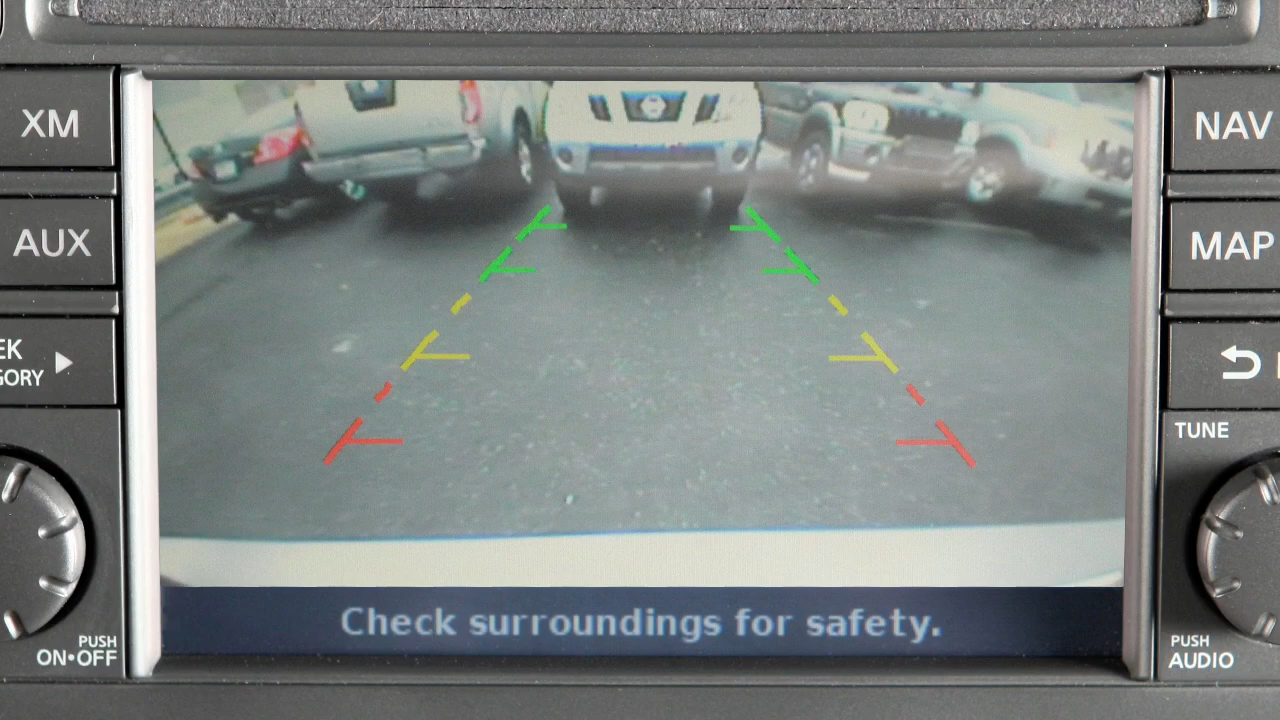 XM
AUX
EK
GORY
PUSH
ON•OFF
Check surroundings for safety.
NAV
MAP
TUNE
PUSH
AUDIO